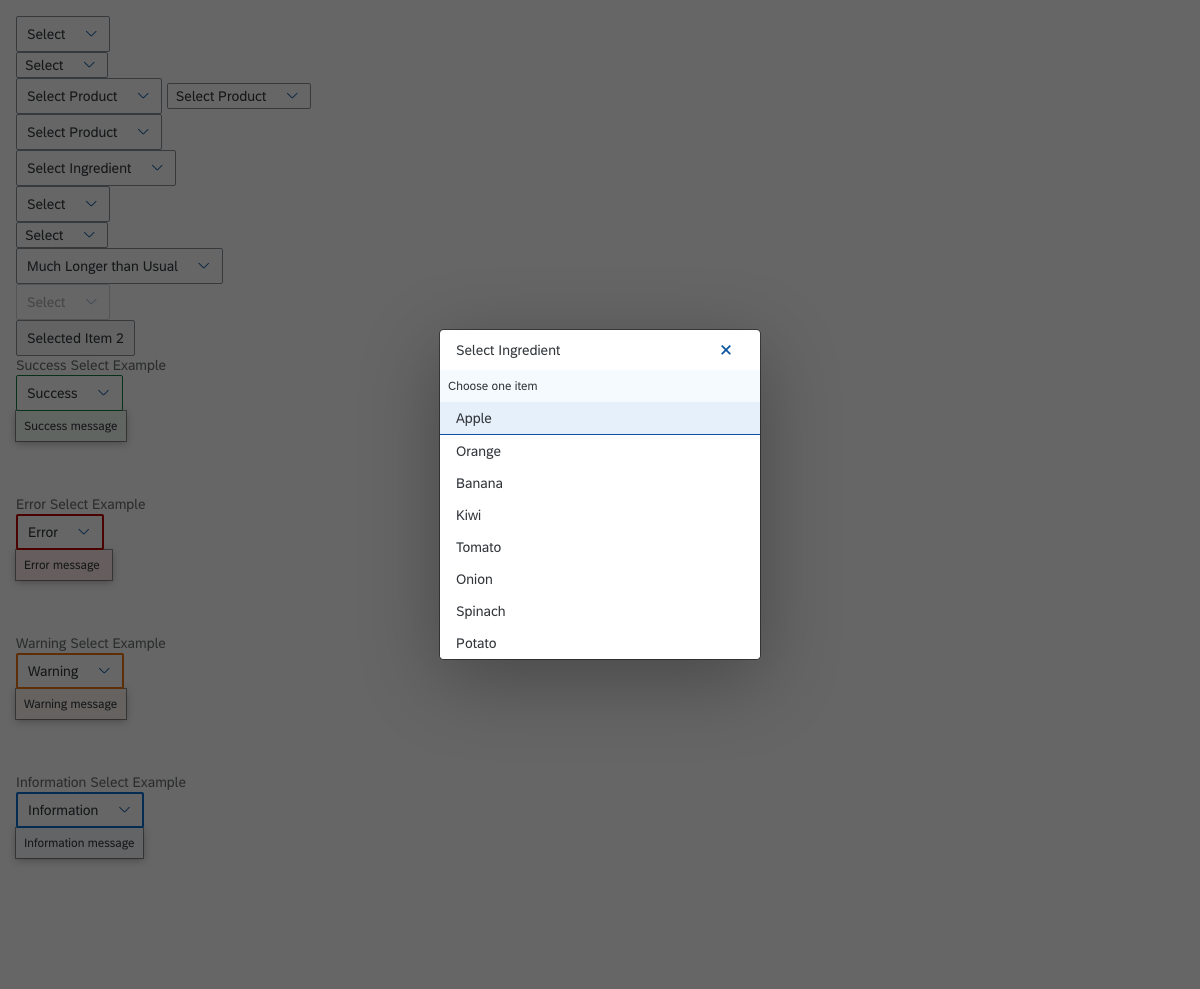 Select
Select
Select Product
Select Product
Select Product
Select Ingredient
Select
Select
Much Longer than Usual
Select
Selected Item 2
Success Select Example
Success
Success message
Error Select Example
Error
Error message
Warning Select Example
Warning
Warning message
Information Select Example
Information
Information message
Select Ingredient
Choose one item
Apple
Orange
Banana
Kiwi
Tomato
Onion
Spinach
Potato